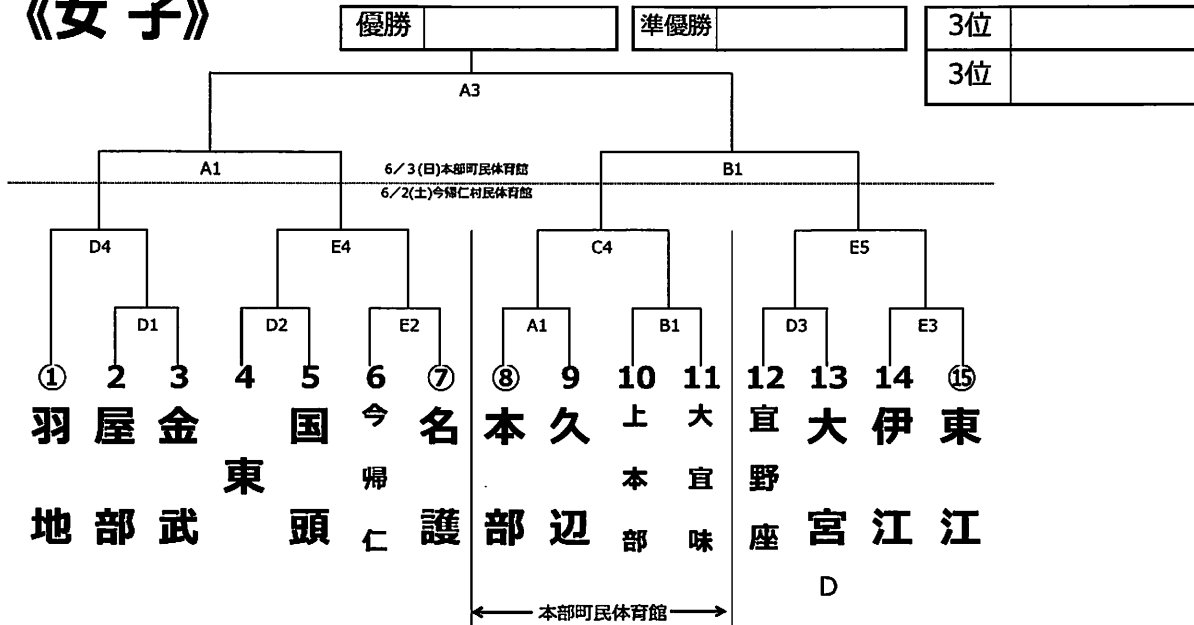 《女 子》
優勝
準優勝
3位
3位
A3
A1
B1
6/3(日)本部町民体育館
6/2(土)今帰仁村民体育館
D4
E4
C4
E5
D1
D2
E2
A1
B1
D3
E3
① 2 3 4 5 6 ⑦ ⑧ 9 10 11 12 13 14 ⑮
羽地
屋部
金武
東
国頭
今帰仁
名護
本部
久辺
上本部
大宜味
宜野座
大宮
伊江
東江
D
本部町民体育館